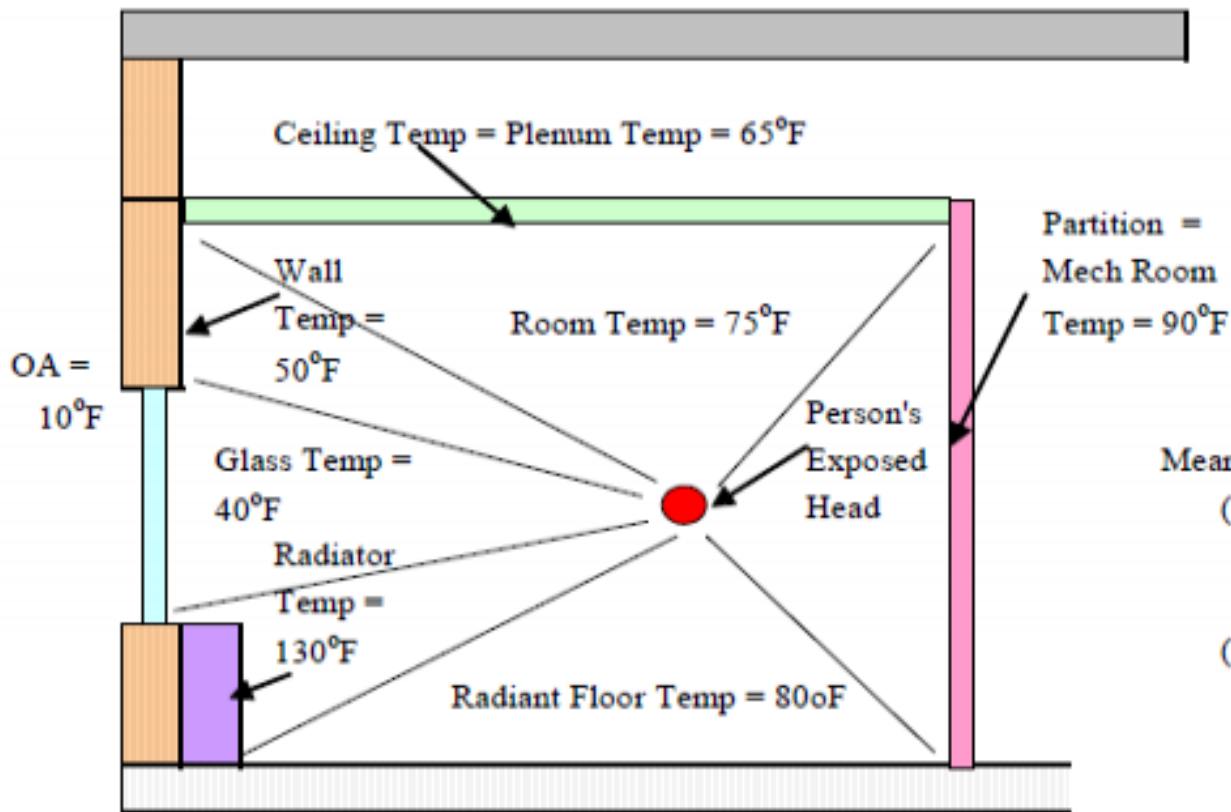 Ceiling Temp = Plenum Temp = 65°F
Wall
Temp =
50°F
Room Temp = 75°F
Partition =
Mech Room
Temp = 90°F
OA =
10°F
Glass Temp =
40°F
Person's
Exposed
Head
Radiator
Temp =
130°F
Radiant Floor Temp = 80oF
Mear
(
(